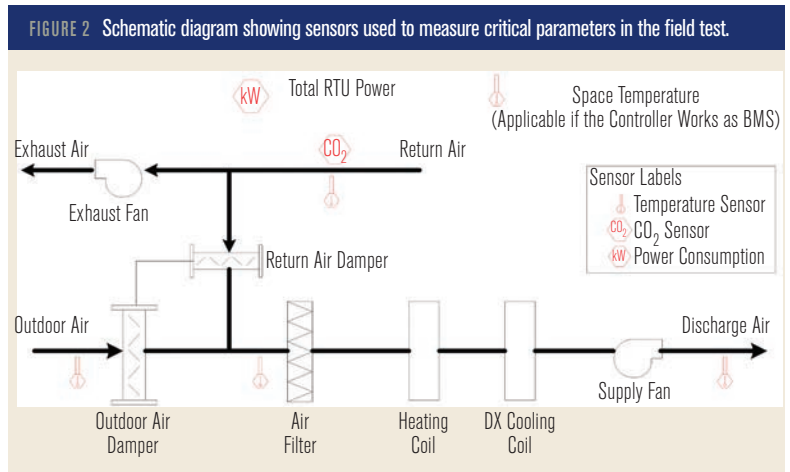 FIGURE 2 Schematic diagram showing sensors used to measure critical parameters in the field test.
kW
Total RTU Power
Space Temperature
(Applicable if the Controller Works as BMS)
Exhaust Air
CO2
Return Air
Exhaust Fan
Sensor Labels
Temperature Sensor
CO2 CO2 Sensor
kW Power Consumption
Return Air Damper
Outdoor Air
Discharge Air
Supply Fan
Outdoor Air
Damper
Air
Filter
Heating
Coil
DX Cooling
Coil